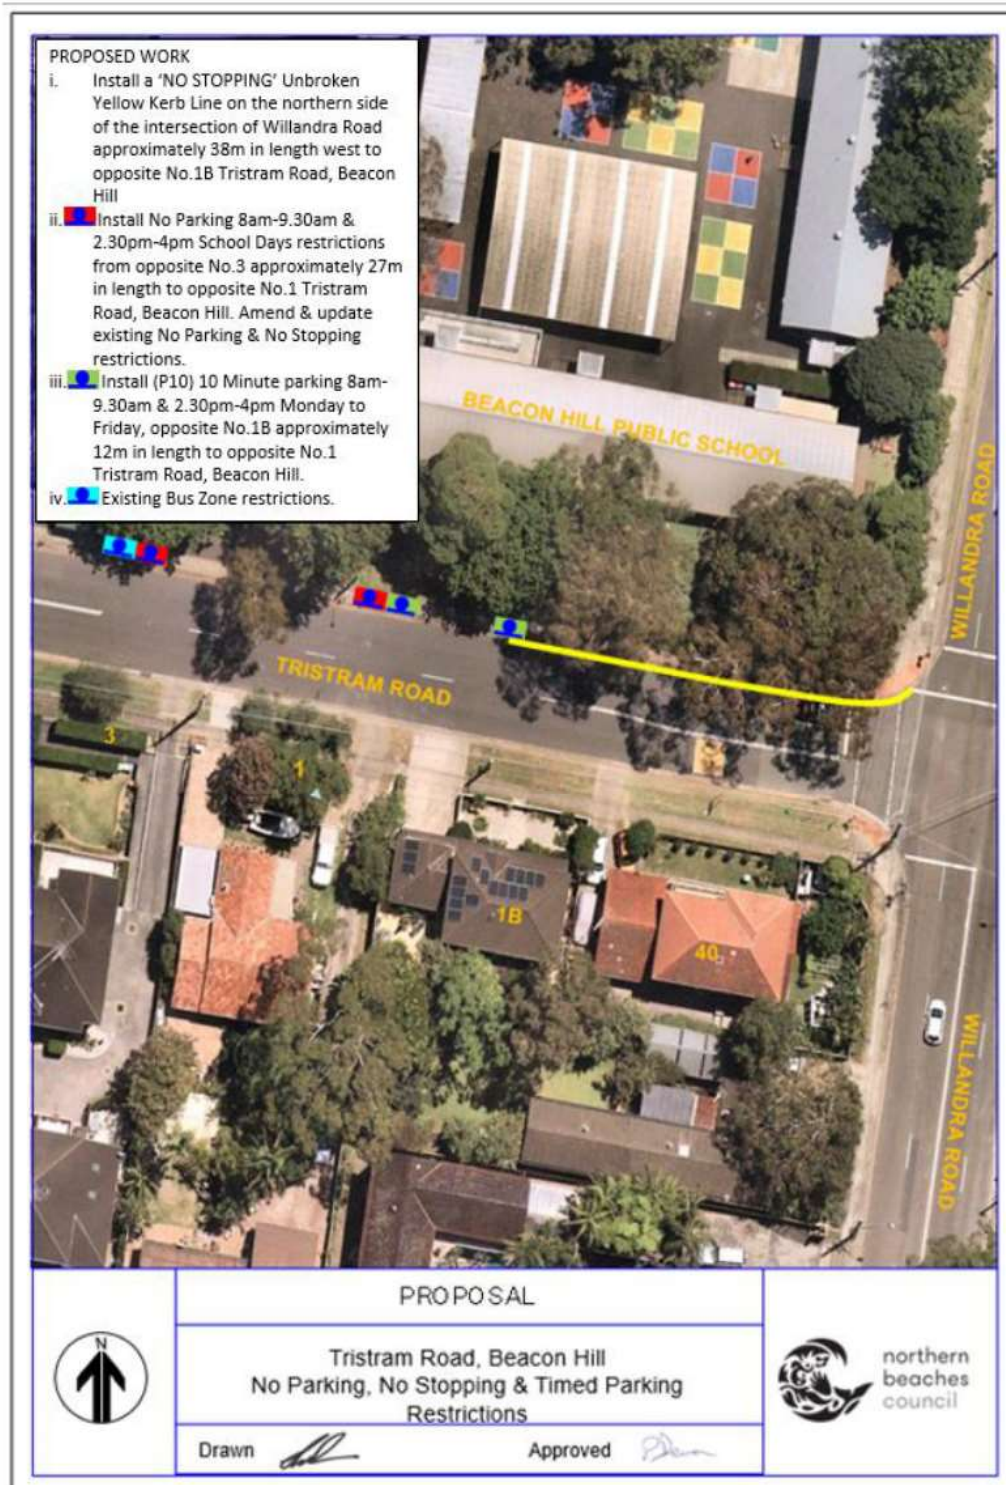 PROPOSED WORK
i. Install a ‘NO STOPPING’ Unbroken
Yellow Kerb Line on the northern side
of the intersection of Willandra Road
approximately 38m in length west to
opposite No.1B Tristram Road, Beacon
Hill
ii. Install No Parking 8am-9.30am &
2.30pm-4pm School Days restrictions
from opposite No.3 approximately 27m
in length to opposite No.1 Tristram
Road, Beacon Hill. Amend & update
existing No Parking & No Stopping
restrictions.
iii. Install (P10) 10 Minute parking 8am-
9.30am & 2.30pm-4pm Monday to
Friday, opposite No.1B approximately
12m in length to opposite No.1
Tristram Road, Beacon Hill.
iv. Existing Bus Zone restrictions.
BEACON HILL PUBLIC SCHOOL
WILLANDRA ROAD
TRISTRAM ROAD
3
1
1B
40
WILLANDRA ROAD
N
PROPOSAL
Tristram Road, Beacon Hill
No Parking, No Stopping & Timed Parking
Restrictions
Drawn
Approved
northern
beaches
council